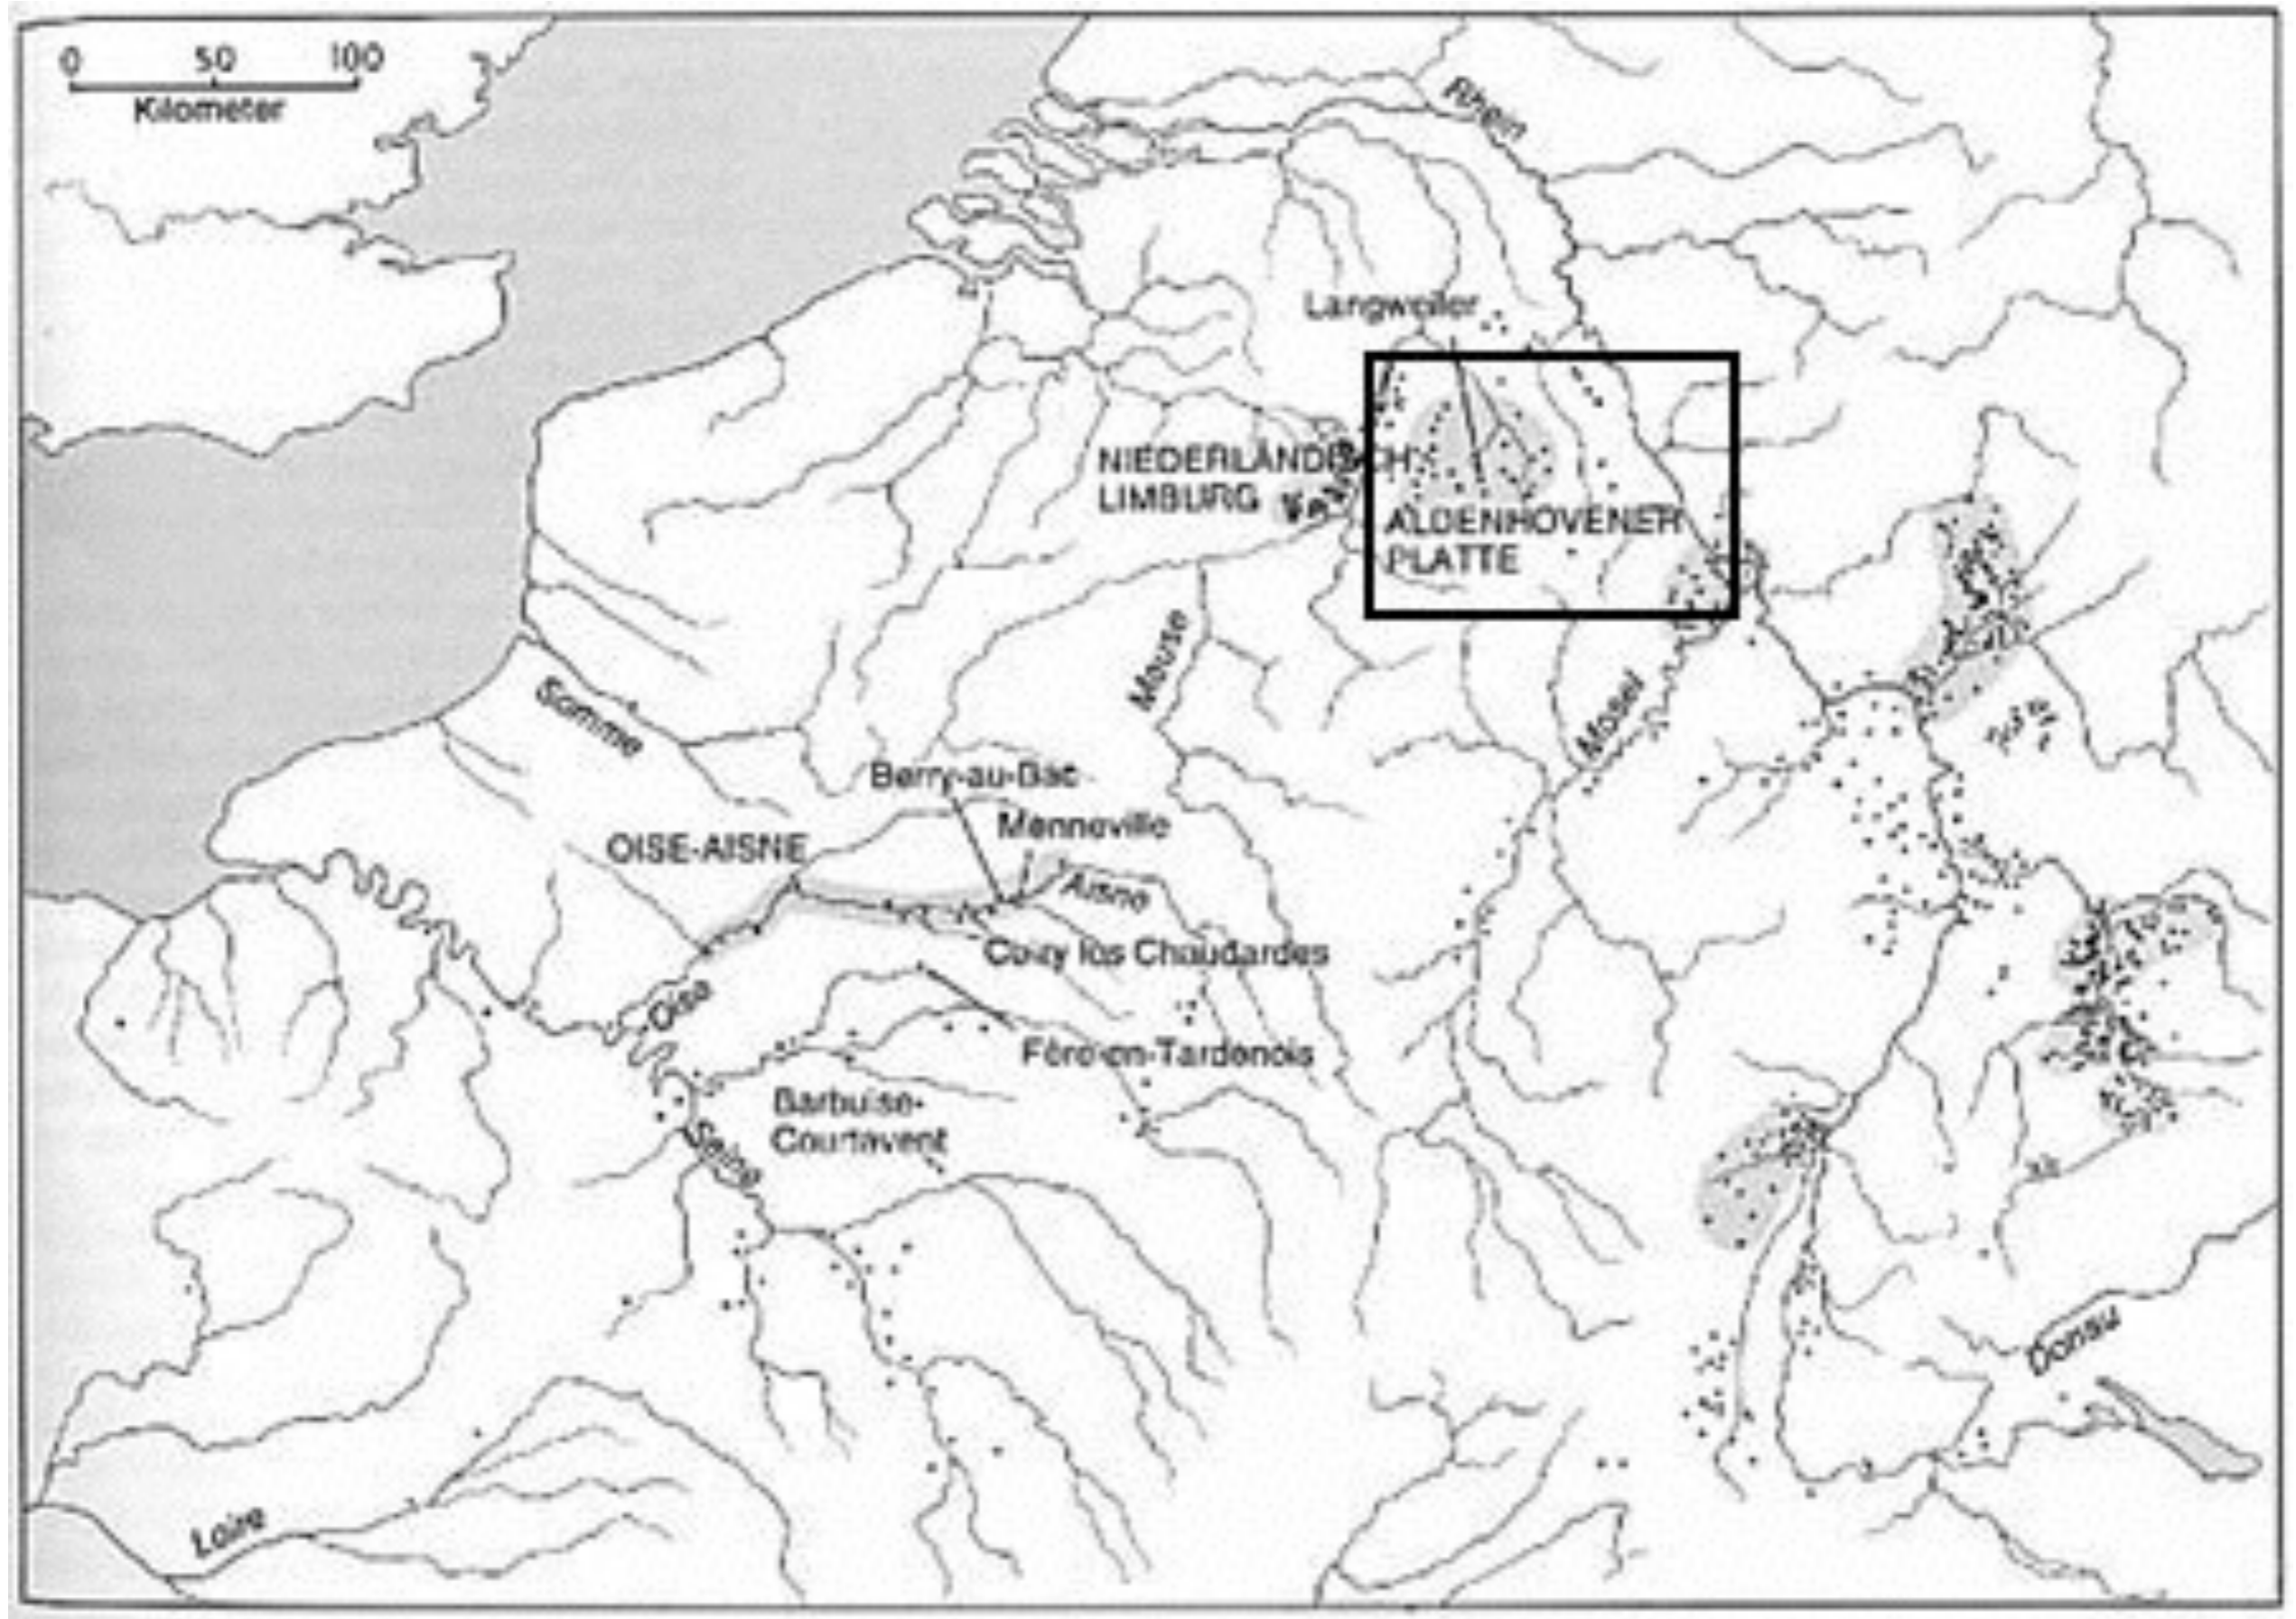 0 50 100
Kilometer
Rhein
Langweiler
NIEDERLÄNDISCH
LIMBURG
ALDENHOVENER
PLATTE
Meuse
Somme
Mosel
Berry-au-Bac
Menneville
OISE-AISNE
Aisne
Cuiry lès Chaudardes
Oise
Fère-en-Tardenois
Barbuise-
Courtavent
Seine
Donau
Loire